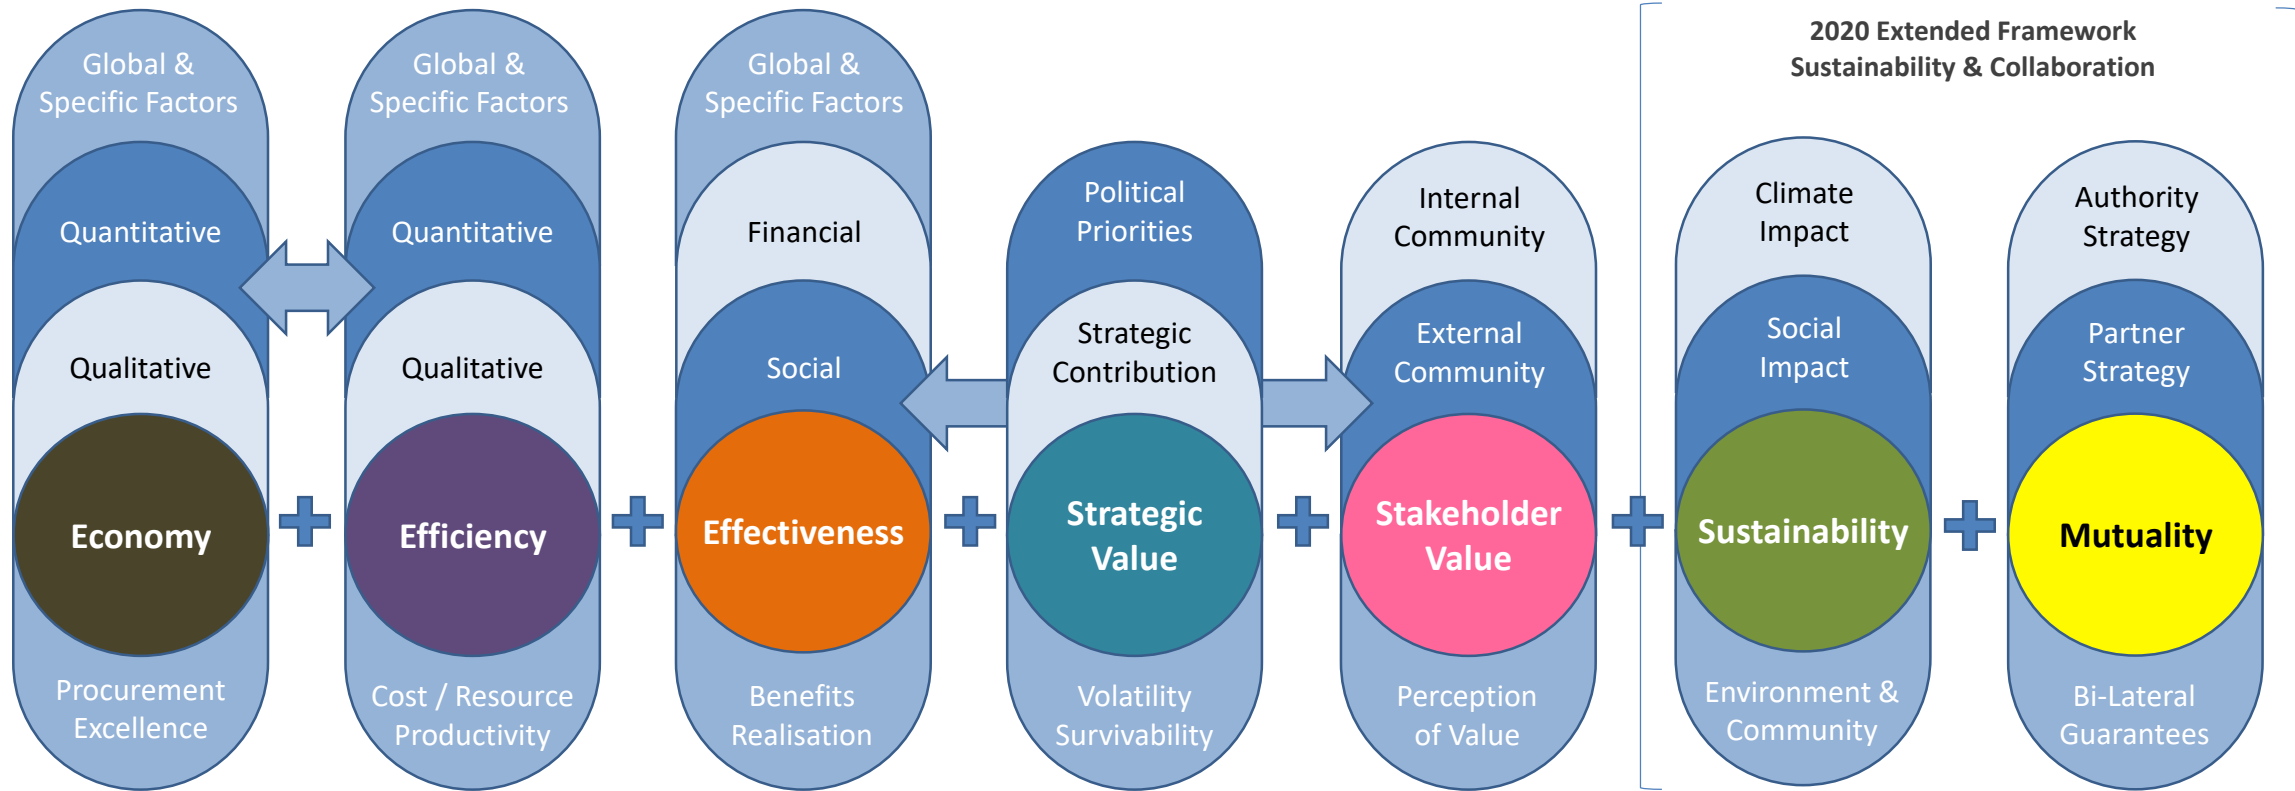 2020 Extended Framework
Sustainability & Collaboration
Global &
Specific Factors
Quantitative
Qualitative
Economy
Procurement
Excellence
Global &
Specific Factors
Quantitative
Qualitative
Efficiency
Cost / Resource
Productivity
Global &
Specific Factors
Financial
Social
Effectiveness
Benefits
Realisation
Political
Priorities
Strategic
Contribution
Strategic
Value
Volatility
Survivability
Internal
Community
External
Community
Stakeholder
Value
Perception
of Value
Climate
Impact
Social
Impact
Sustainability
Environment &
Community
Authority
Strategy
Partner
Strategy
Mutuality
Bi-Lateral
Guarantees